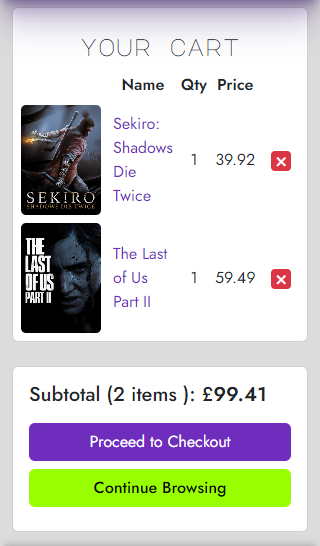 YOUR CART
Name Qty Price
SEKIRO
SHADOWS DIE TWICE
Sekiro:
Shadows
Die
Twice
1 39.92
THE
LAST
OF US
PART II
The Last
of Us
Part II
1 59.49
Subtotal (2 items ): £99.41
Proceed to Checkout
Continue Browsing